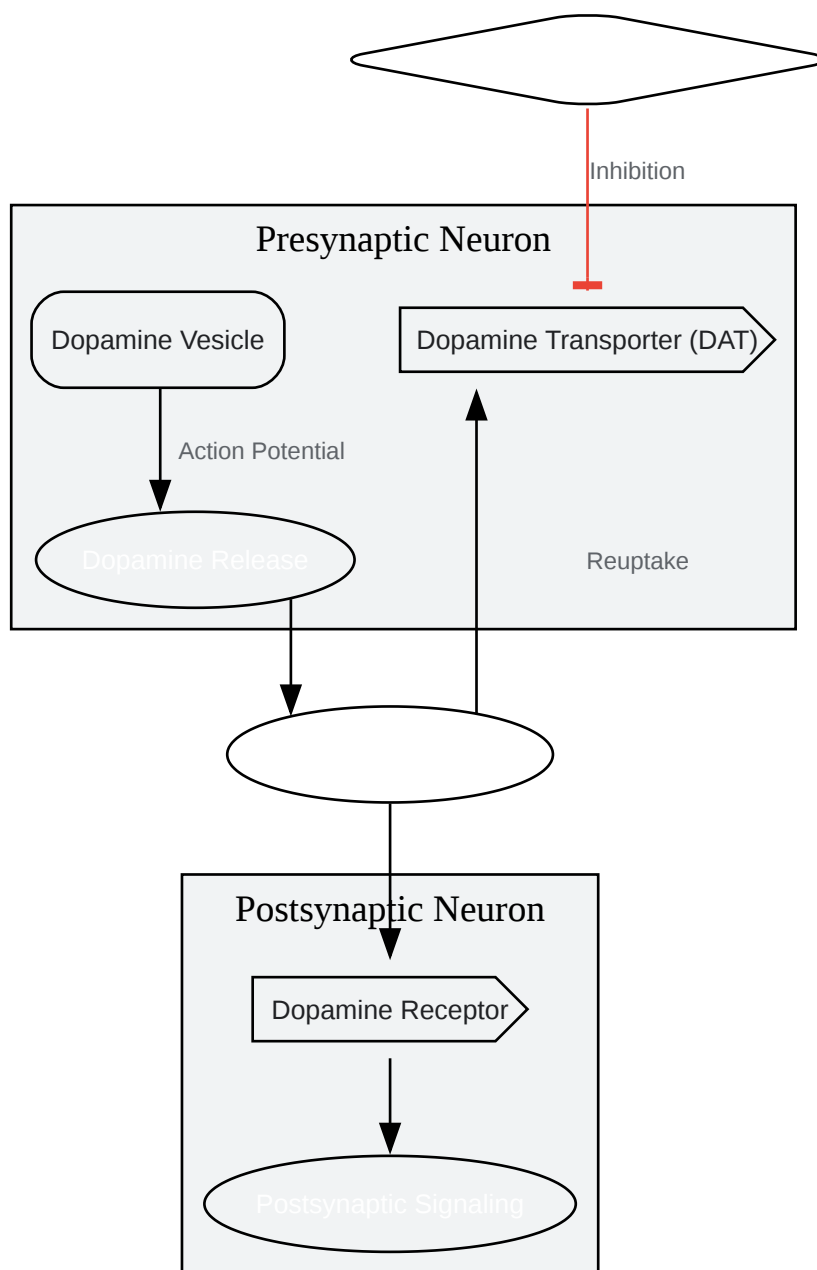 Inhibition
Presynaptic Neuron
Dopamine Vesicle
Dopamine Transporter (DAT)
Action Potential
Dopamine Release
Reuptake
Postsynaptic Neuron
Dopamine Receptor
Postsynaptic Signaling